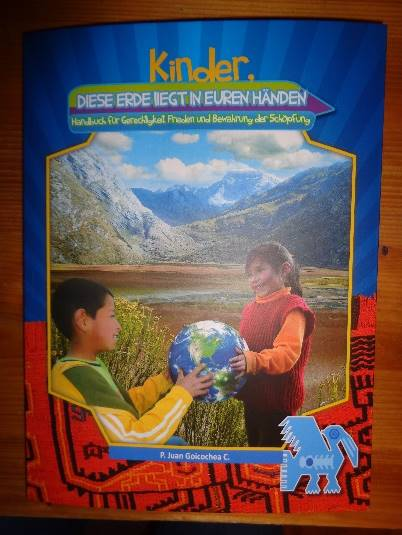 Kinder,
DIESE ERDE lIEGT IN EUREN HÄNDEN
Handbuch für Gerechtigkeit Frieden und Bewahrung der Schöpfung
P. Juan Goicochea C.